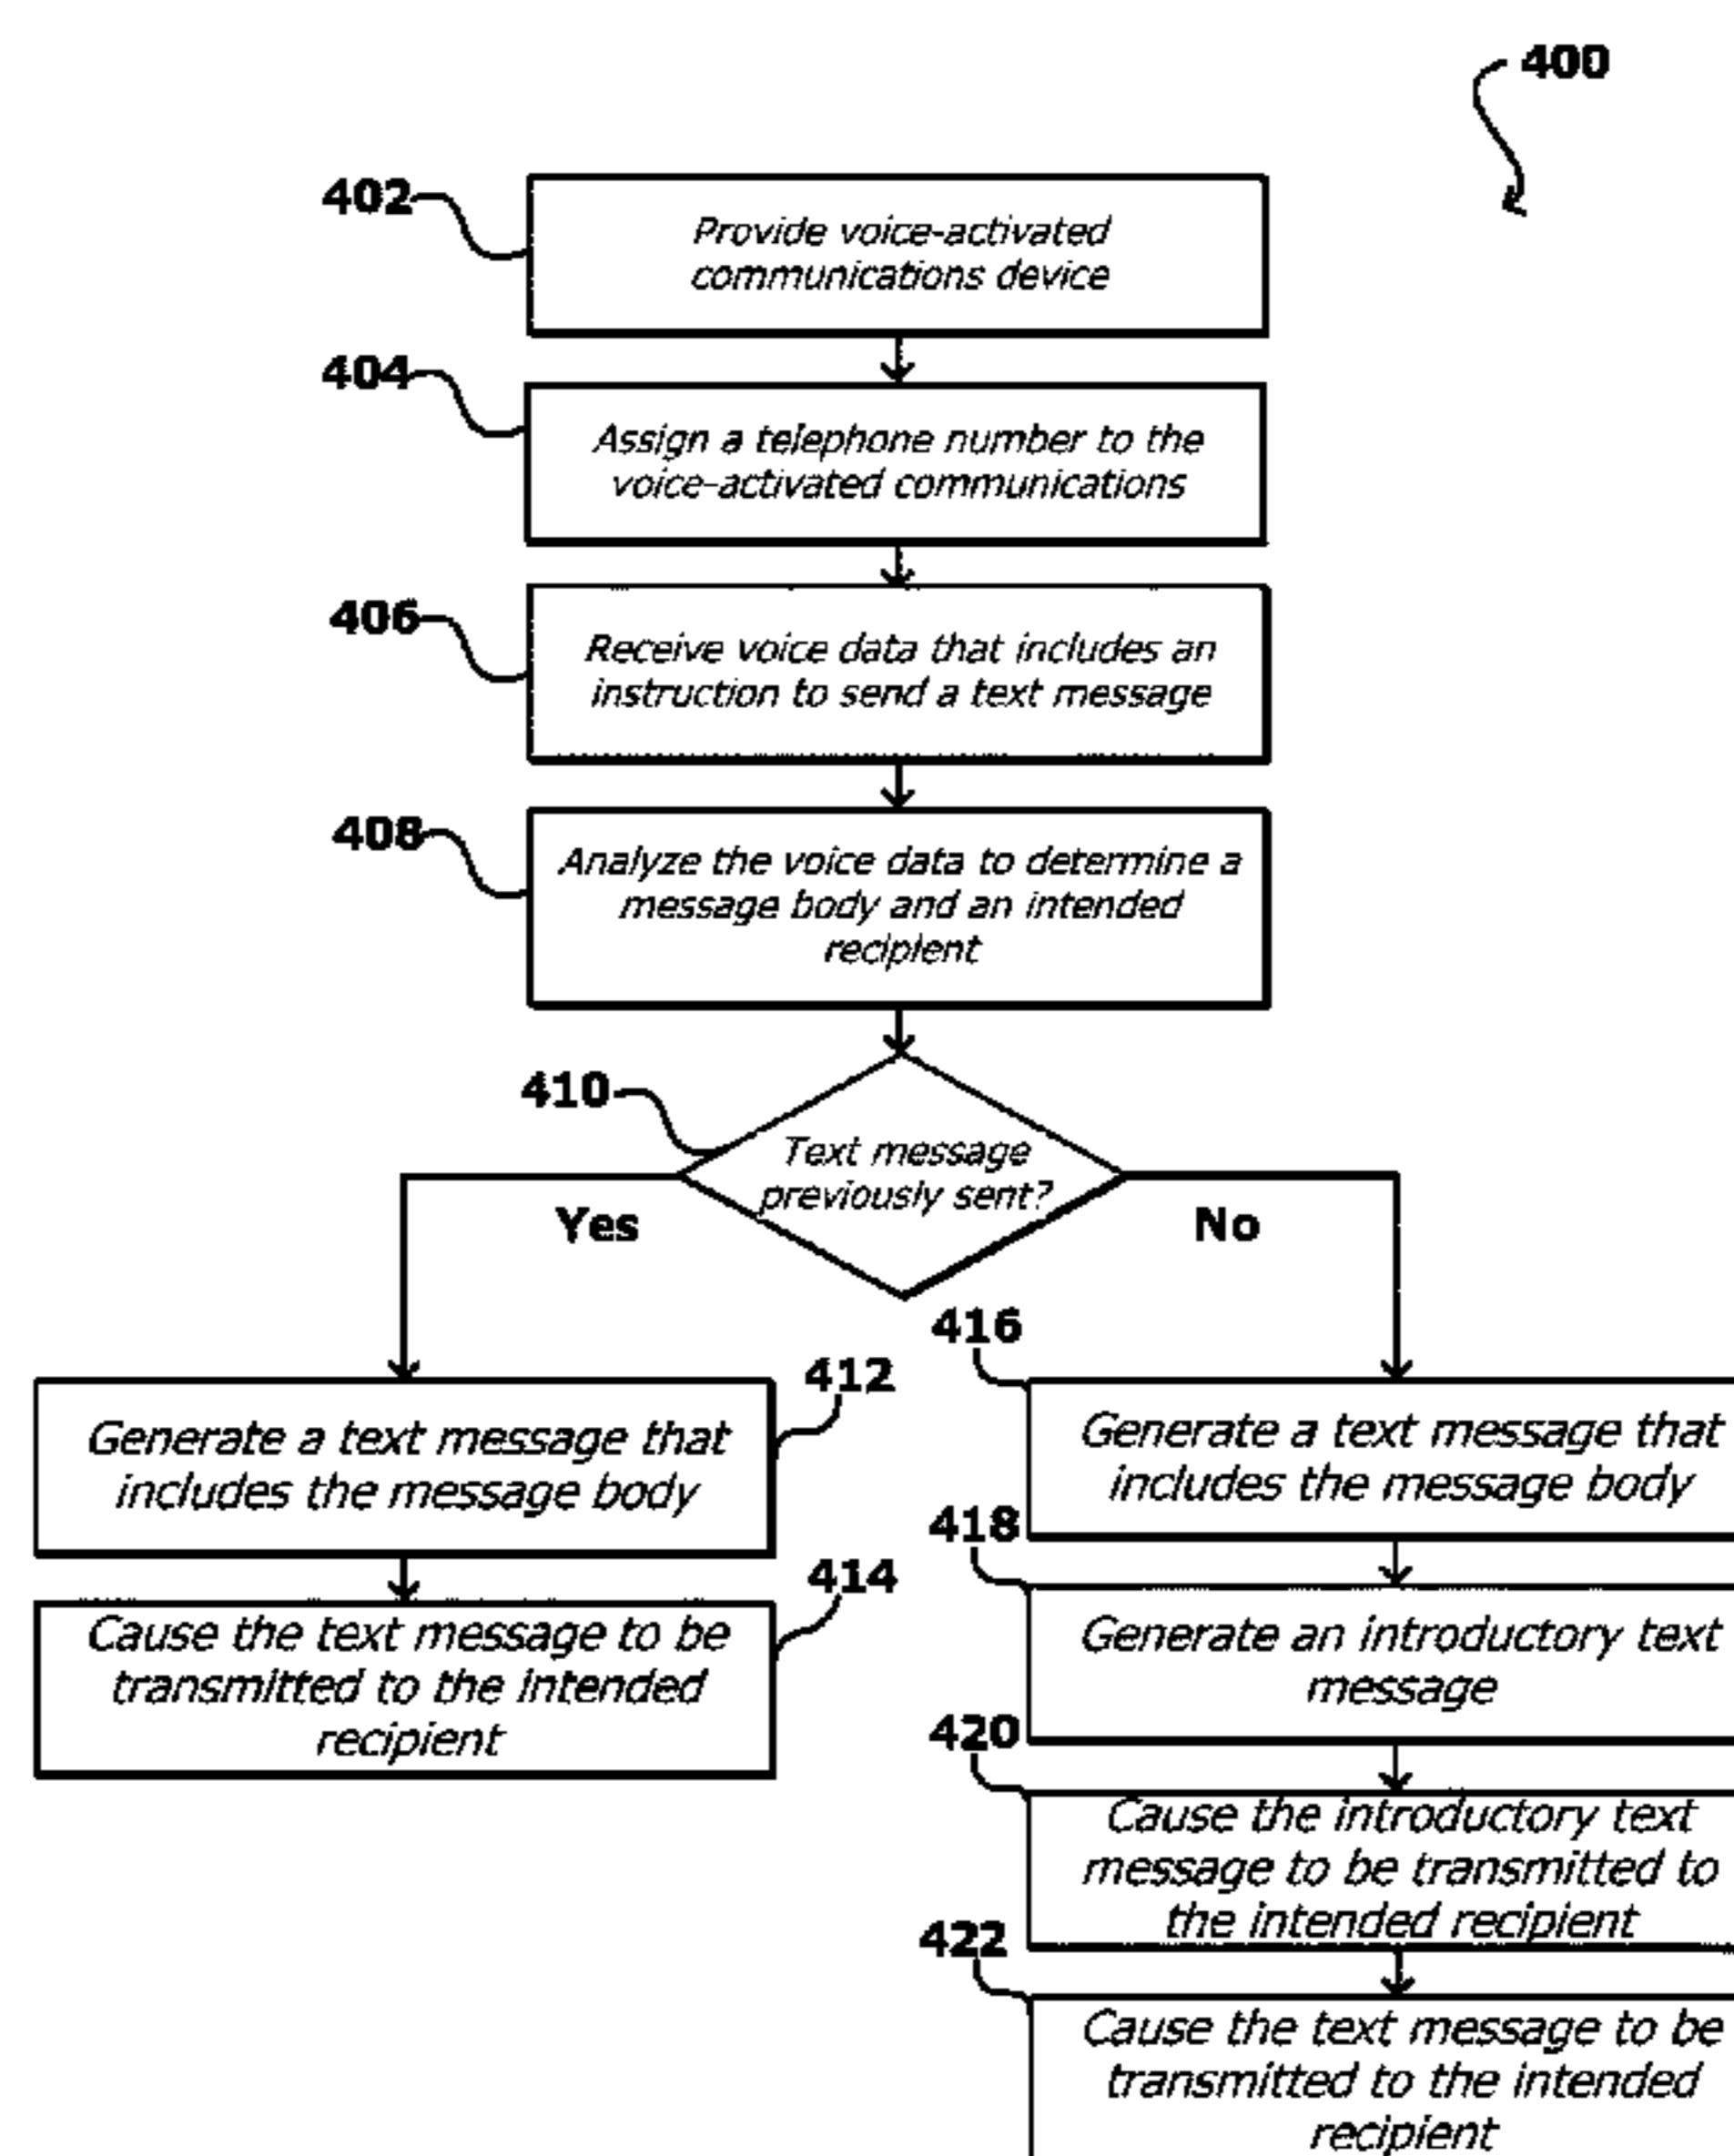 400
402
Provide voice-activated
communications device
404
Assign a telephone number to the
voice-activated communications
406
Receive voice data that includes an
instruction to send a text message
408
Analyze the voice data to determine a
message body and an intended
recipient
410
Text message
previously sent?
Yes
No
412
Generate a text message that
includes the message body
414
Cause the text message to be
transmitted to the intended
recipient
416
Generate a text message that
includes the message body
418
Generate an introductory text
message
420
Cause the introductory text
message to be transmitted to
the intended recipient
422
Cause the text message to be
transmitted to the intended
recipient